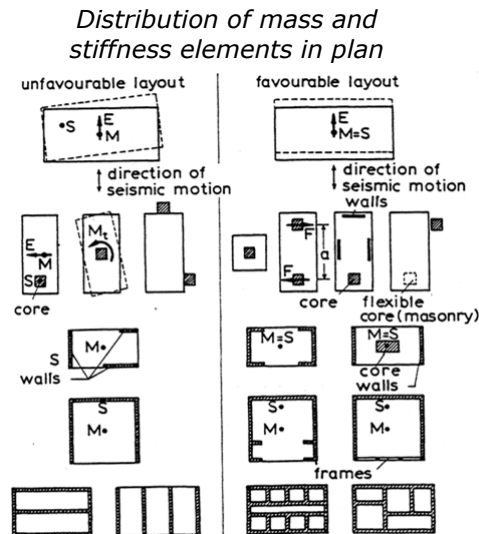 Distribution of mass and
stiffness elements in plan
unfavourable layout
favourable layout
•S
E
M
E
M=S
direction of
seismic motion
direction of
seismic motion
walls
E
M
S
core
Mt
F
F
a
core
flexible
core (masonry)
S
walls
M•
M=S
M=S
core
walls
S
M•
S•
M•
S•
M•
frames